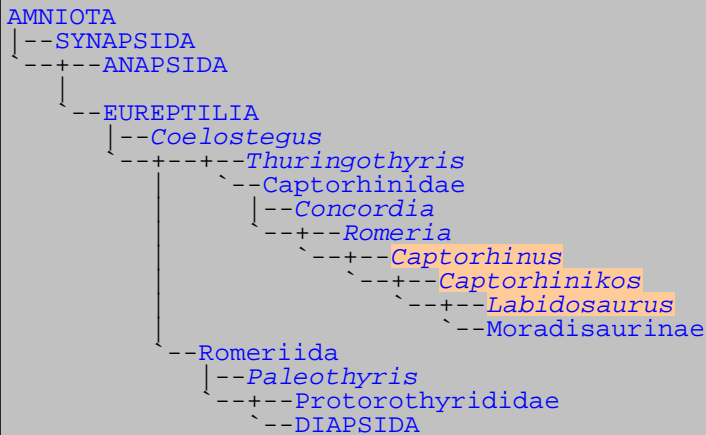 AMNIOTA
|--SYNAPSIDA
`--+--ANAPSIDA
   |
   `--EUREPTILIA
      |--Coelostegus
      `--+--+--Thuringothyris
         |  `--Captorhinidae
         |     |--Concordia
         |     `--+--Romeria
         |        `--+--Captorhinus
         |           `--+--Captorhinikos
         |              `--+--Labidosaurus
         |                 `--Moradisaurinae
         `--Romeriida
            |--Paleothyris
            `--+--Protorothyrididae
               `--DIAPSIDA